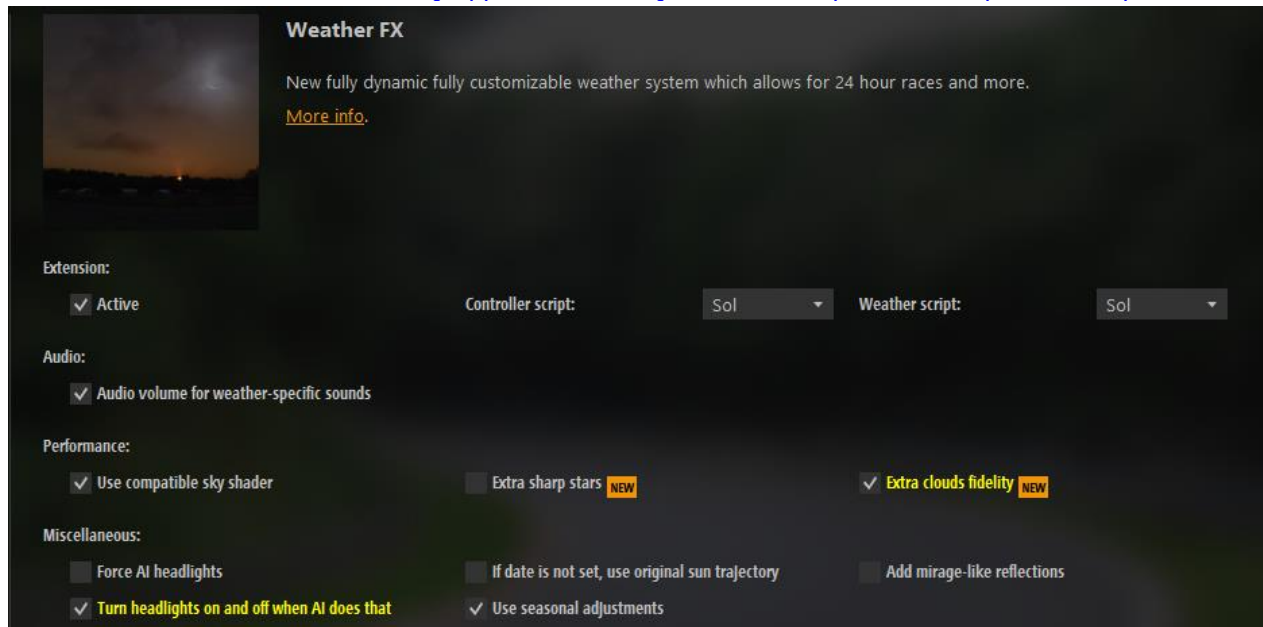 Weather FX
New fully dynamic fully customizable weather system which allows for 24 hour races and more.
More info.
Extension:
Active
Controller script:
Sol
Weather script:
Sol
Audio:
Audio volume for weather-specific sounds
Performance:
Use compatible sky shader
Extra sharp stars NEW
Extra clouds fidelity NEW
Miscellaneous:
Force AI headlights
If date is not set, use original sun trajectory
Add mirage-like reflections
Turn headlights on and off when AI does that
Use seasonal adjustments